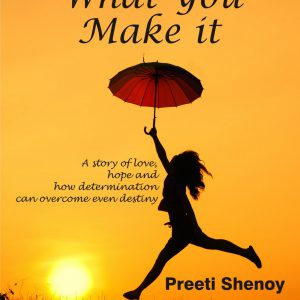 What You
Make it
A story of love,
hope and
how determination
can overcome even destiny
Preeti Shenoy